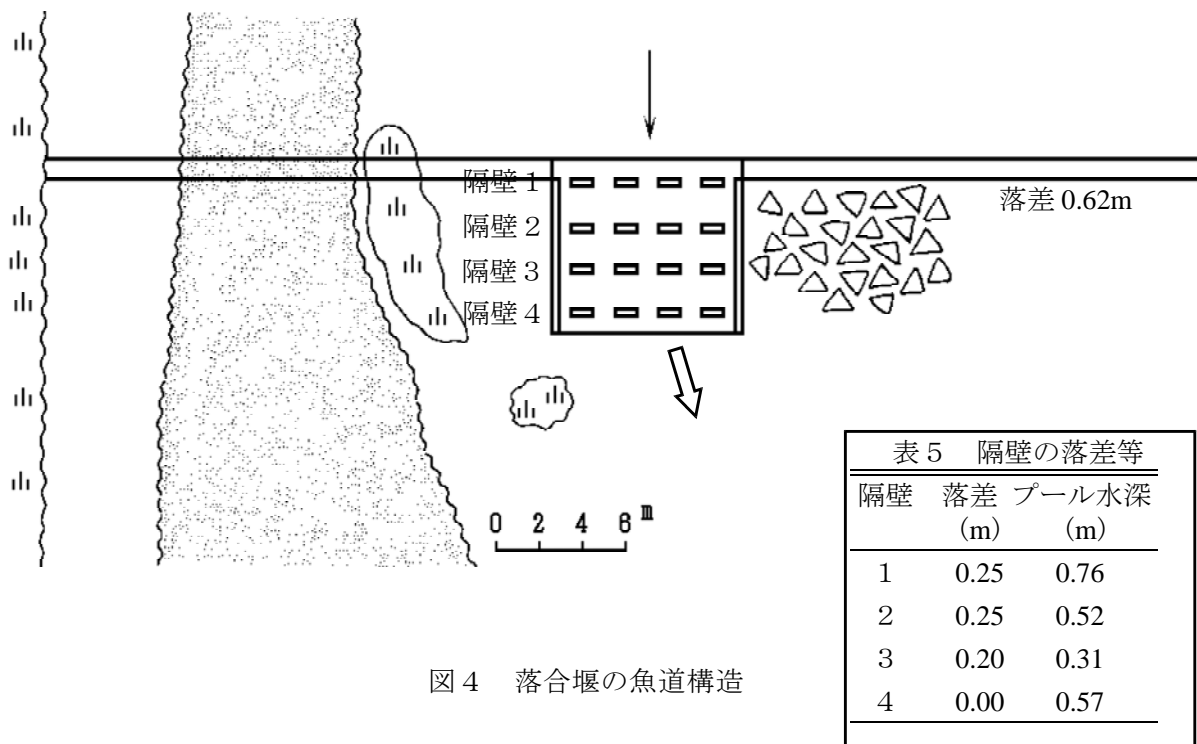 隔壁1
落差 0.62m
隔壁2
隔壁3
隔壁4
0 2 4 6 m
表5 隔壁の落差等
隔壁 落差 プール水深
(m) (m)
1 0.25 0.76
2 0.25 0.52
3 0.20 0.31
4 0.00 0.57
図4 落合堰の魚道構造